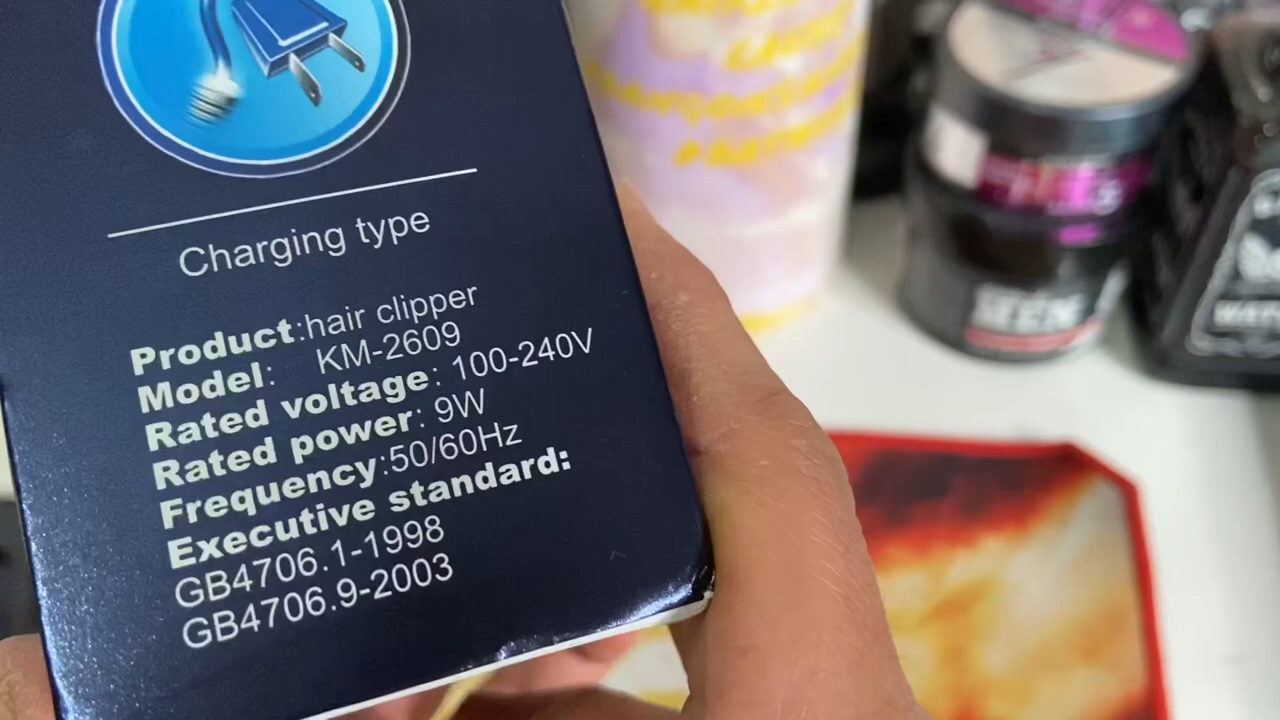 Charging type
Product:hair clipper
Model: KM-2609
Rated voltage: 100-240V
Rated power: 9W
Frequency:50/60Hz
Executive standard:
GB4706.1-1998
GB4706.9-2003